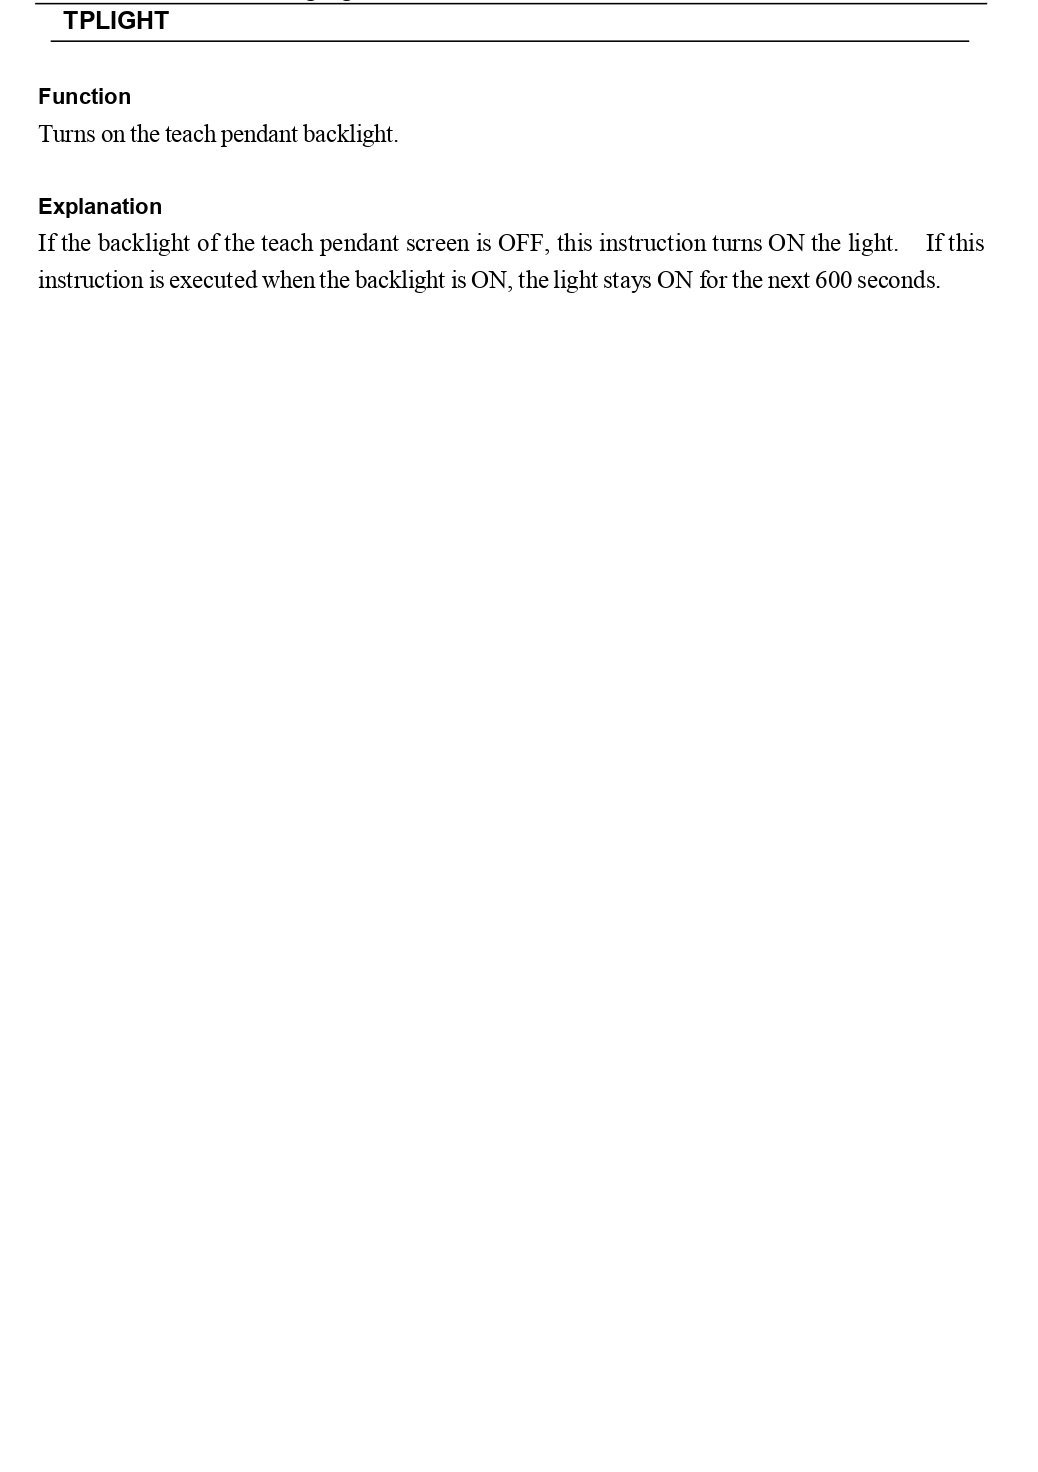 TPLIGHT
Function
Turns on the teach pendant backlight.
Explanation
If the backlight of the teach pendant screen is OFF, this instruction turns ON the light. If this
instruction is executed when the backlight is ON, the light stays ON for the next 600 seconds.